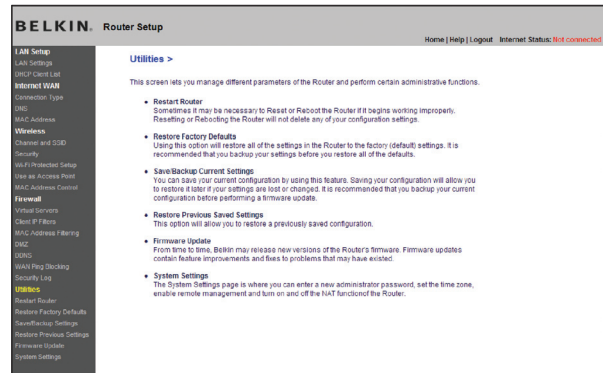 BELKIN. Router Setup
Home | Help | Logout Internet Status: Not connected
LAN Setup
LAN Settings
DHCP Client List
Internet WAN
Connection Type
DNS
MAC Address
Wireless
Channel and SSID
Security
Wi-Fi Protected Setup
Use as Access Point
MAC Address Control
Firewall
Virtual Servers
Client IP Filters
MAC Address Filtering
DMZ
DDNS
WAN Ping Blocking
Security Log
Utilities
Restart Router
Restore Factory Defaults
Save/Backup Settings
Restore Previous Settings
Firmware Update
System Settings
Utilities >
This screen lets you manage different parameters of the Router and perform certain administrative functions.
• Restart Router
Sometimes it may be necessary to Reset or Reboot the Router if it begins working improperly.
Resetting or Rebooting the Router will not delete any of your configuration settings.
• Restore Factory Defaults
Using this option will restore all of the settings in the Router to the factory (default) settings. It is
recommended that you backup your settings before you restore all of the defaults.
• Save/Backup Current Settings
You can save your current configuration by using this feature. Saving your configuration will allow you
to restore it later if your settings are lost or changed. It is recommended that you backup your current
configuration before performing a firmware update.
• Restore Previous Saved Settings
This option will allow you to restore a previously saved configuration.
• Firmware Update
From time to time, Belkin may release new versions of the Router's firmware. Firmware updates
contain feature improvements and fixes to problems that may have existed.
• System Settings
The System Settings page is where you can enter a new administrator password, set the time zone,
enable remote management and turn on and off the NAT functionof the Router.